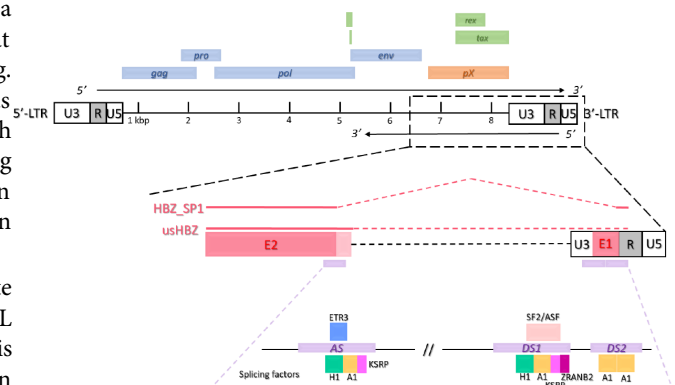 a
at
g.
s
h
g
n
n
te
L
is
n
rex
tax
pro
env
gag
pol
pX
5'
3'
5'-LTR
U3
R
U5
1 kbp
2
3
4
5
6
7
8
U3
R
U5
3'-LTR
3'
5'
HBZ_SP1
usHBZ
E2
U3
E1
R
U5
ETR3
SF2/ASF
AS
//
DS1
DS2
KSRP
Splicing factors
H1
A1
H1
A1
ZRANB2
A1
A1
KSRP